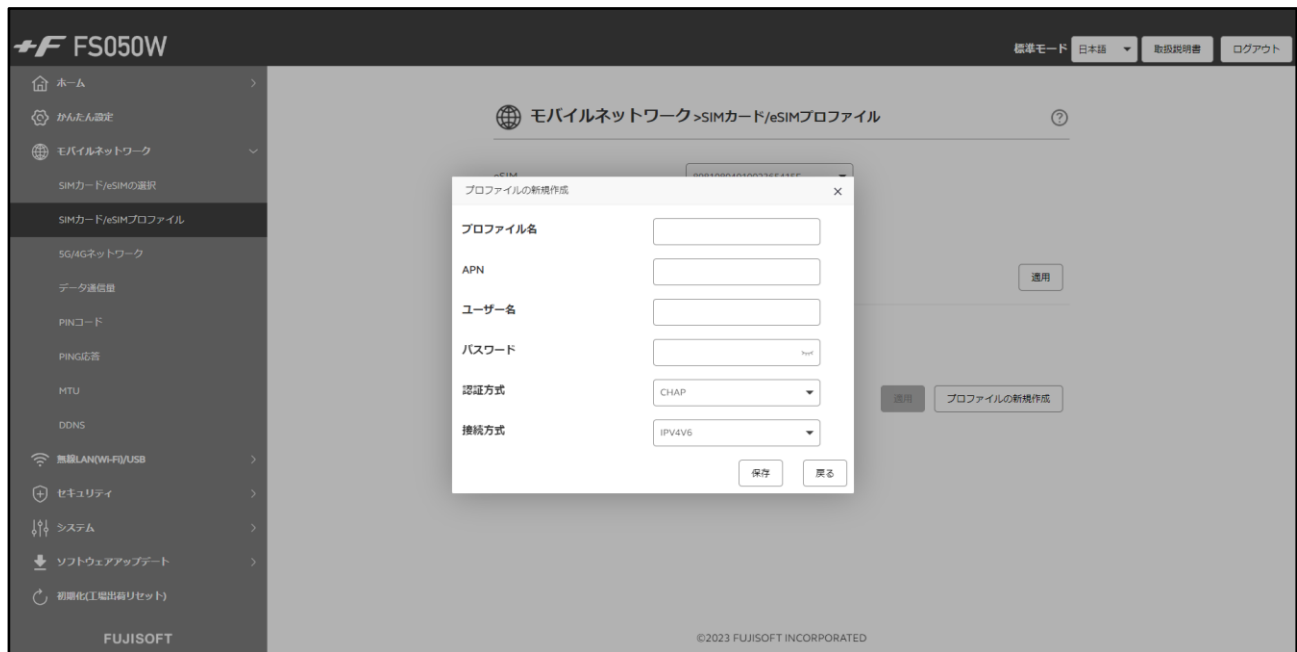 +F FS050W
標準モード 日本語 取扱説明書 ログアウト
ホーム
かんたん設定
モバイルネットワーク
SIMカード/eSIMの選択
SIMカード/eSIMプロファイル
5G/4Gネットワーク
データ通信量
PINコード
PING応答
MTU
DDNS
無線LAN(Wi-Fi)/USB
セキュリティ
システム
ソフトウェアアップデート
初期化(工場出荷リセット)
FUJISOFT
モバイルネットワーク>SIMカード/eSIMプロファイル
eSIM
プロファイルの新規作成
プロファイル名
APN
ユーザー名
パスワード
認証方式 CHAP
接続方式 IPV4V6
保存 戻る
適用
適用 プロファイルの新規作成
©2023 FUJISOFT INCORPORATED